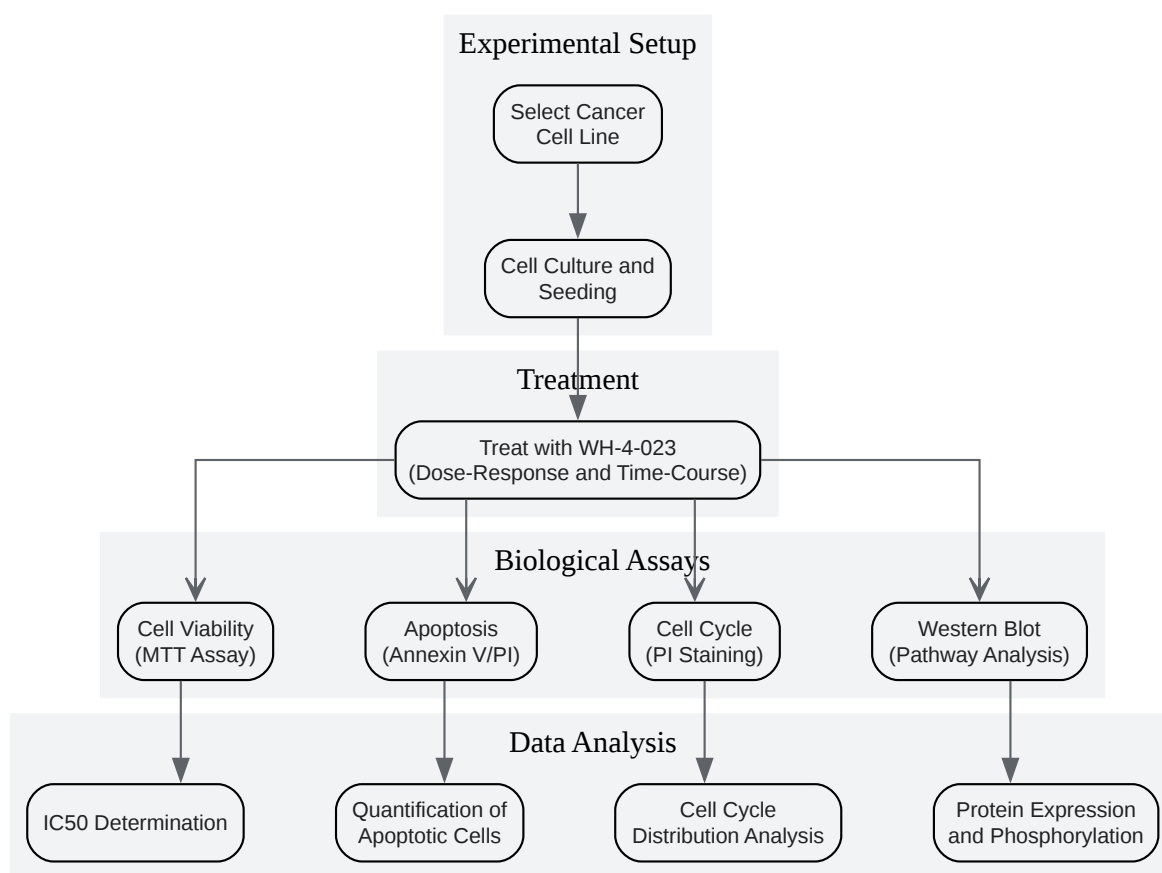 Experimental Setup
Select Cancer
Cell Line
Cell Culture and
Seeding
Treatment
Treat with WH-4-023
(Dose-Response and Time-Course)
Biological Assays
Cell Viability
(MTT Assay)
Apoptosis
(Annexin V/PI)
Cell Cycle
(PI Staining)
Western Blot
(Pathway Analysis)
Data Analysis
IC50 Determination
Quantification of
Apoptotic Cells
Cell Cycle
Distribution Analysis
Protein Expression
and Phosphorylation